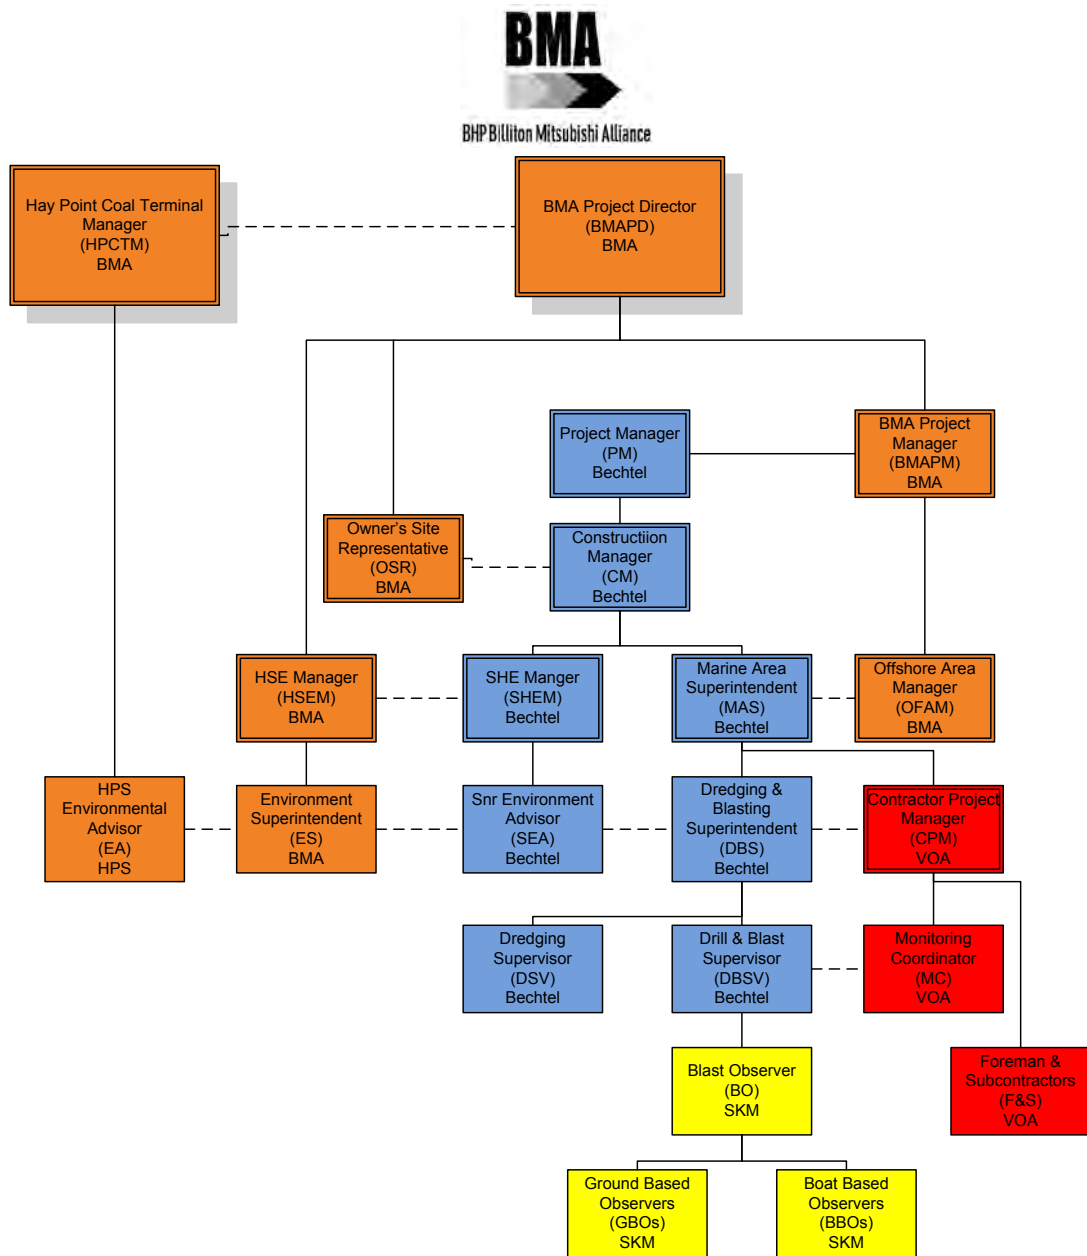 BMA
BHP Billiton Mitsubishi Alliance
Hay Point Coal Terminal
Manager
(HPCTM)
BMA
BMA Project Director
(BMAPD)
BMA
Project Manager
(PM)
Bechtel
BMA Project
Manager
(BMAPM)
BMA
Owner's Site
Representative
(OSR)
BMA
Constructiion
Manager
(CM)
Bechtel
HSE Manager
(HSEM)
BMA
SHE Manger
(SHEM)
Bechtel
Marine Area
Superintendent
(MAS)
Bechtel
Offshore Area
Manager
(OFAM)
BMA
HPS
Environmental
Advisor
(EA)
HPS
Environment
Superintendent
(ES)
BMA
Snr Environment
Advisor
(SEA)
Bechtel
Dredging &
Blasting
Superintendent
(DBS)
Bechtel
Contractor Project
Manager
(CPM)
VOA
Dredging
Supervisor
(DSV)
Bechtel
Drill & Blast
Supervisor
(DBSV)
Bechtel
Monitoring
Coordinator
(MC)
VOA
Blast Observer
(BO)
SKM
Foreman &
Subcontractors
(F&S)
VOA
Ground Based
Observers
(GBOs)
SKM
Boat Based
Observers
(BBOs)
SKM